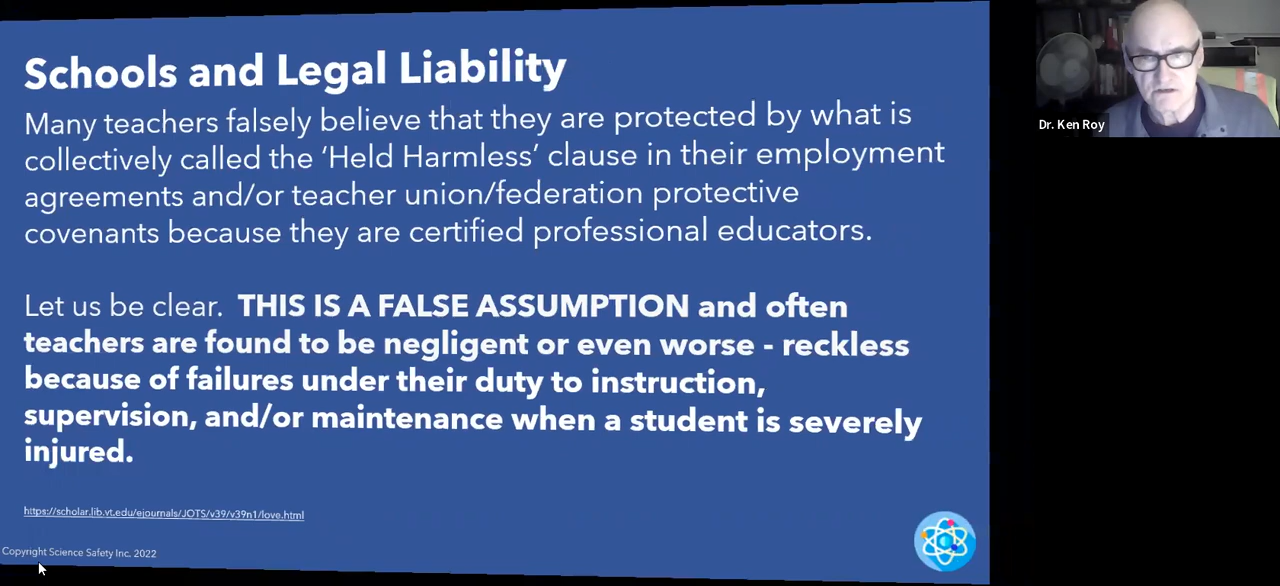 Schools and Legal Liability
Many teachers falsely believe that they are protected by what is
collectively called the ‘Held Harmless’ clause in their employment
agreements and/or teacher union/federation protective
covenants because they are certified professional educators.
Let us be clear. THIS IS A FALSE ASSUMPTION and often
teachers are found to be negligent or even worse - reckless
because of failures under their duty to instruction,
supervision, and/or maintenance when a student is severely
injured.
https://scholar.lib.vt.edu/ejournals/JOTS/v39/v39n1/love.html
Copyright Science Safety Inc. 2022
Dr. Ken Roy